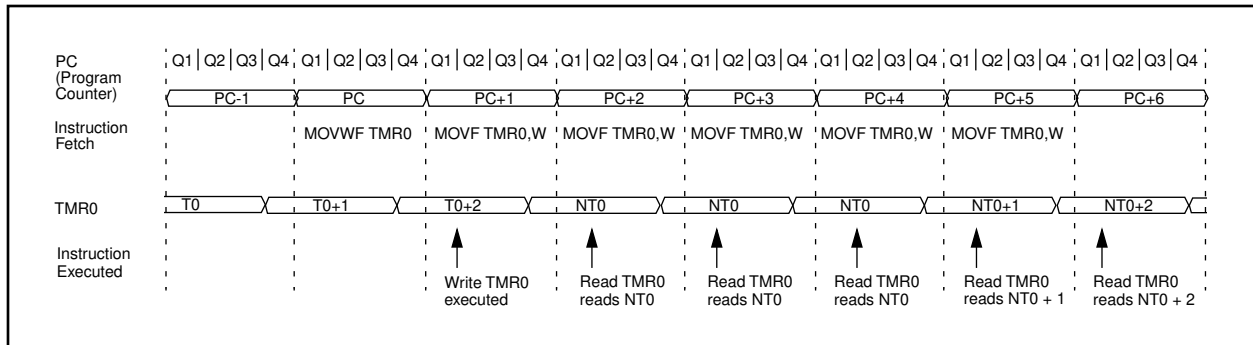 PC
(Program
Counter)
Q1 Q2 Q3 Q4 Q1 Q2 Q3 Q4 Q1 Q2 Q3 Q4 Q1 Q2 Q3 Q4 Q1 Q2 Q3 Q4 Q1 Q2 Q3 Q4 Q1 Q2 Q3 Q4 Q1 Q2 Q3 Q4
PC-1 PC PC+1 PC+2 PC+3 PC+4 PC+5 PC+6
Instruction
Fetch
MOVWF TMR0 MOVF TMR0,W MOVF TMR0,W MOVF TMR0,W MOVF TMR0,W MOVF TMR0,W
TMR0
T0 T0+1 T0+2 NT0 NT0 NT0 NT0+1 NT0+2
Instruction
Executed
Write TMR0
executed
Read TMR0
reads NT0
Read TMR0
reads NT0
Read TMR0
reads NT0
Read TMR0
reads NT0 + 1
Read TMR0
reads NT0 + 2